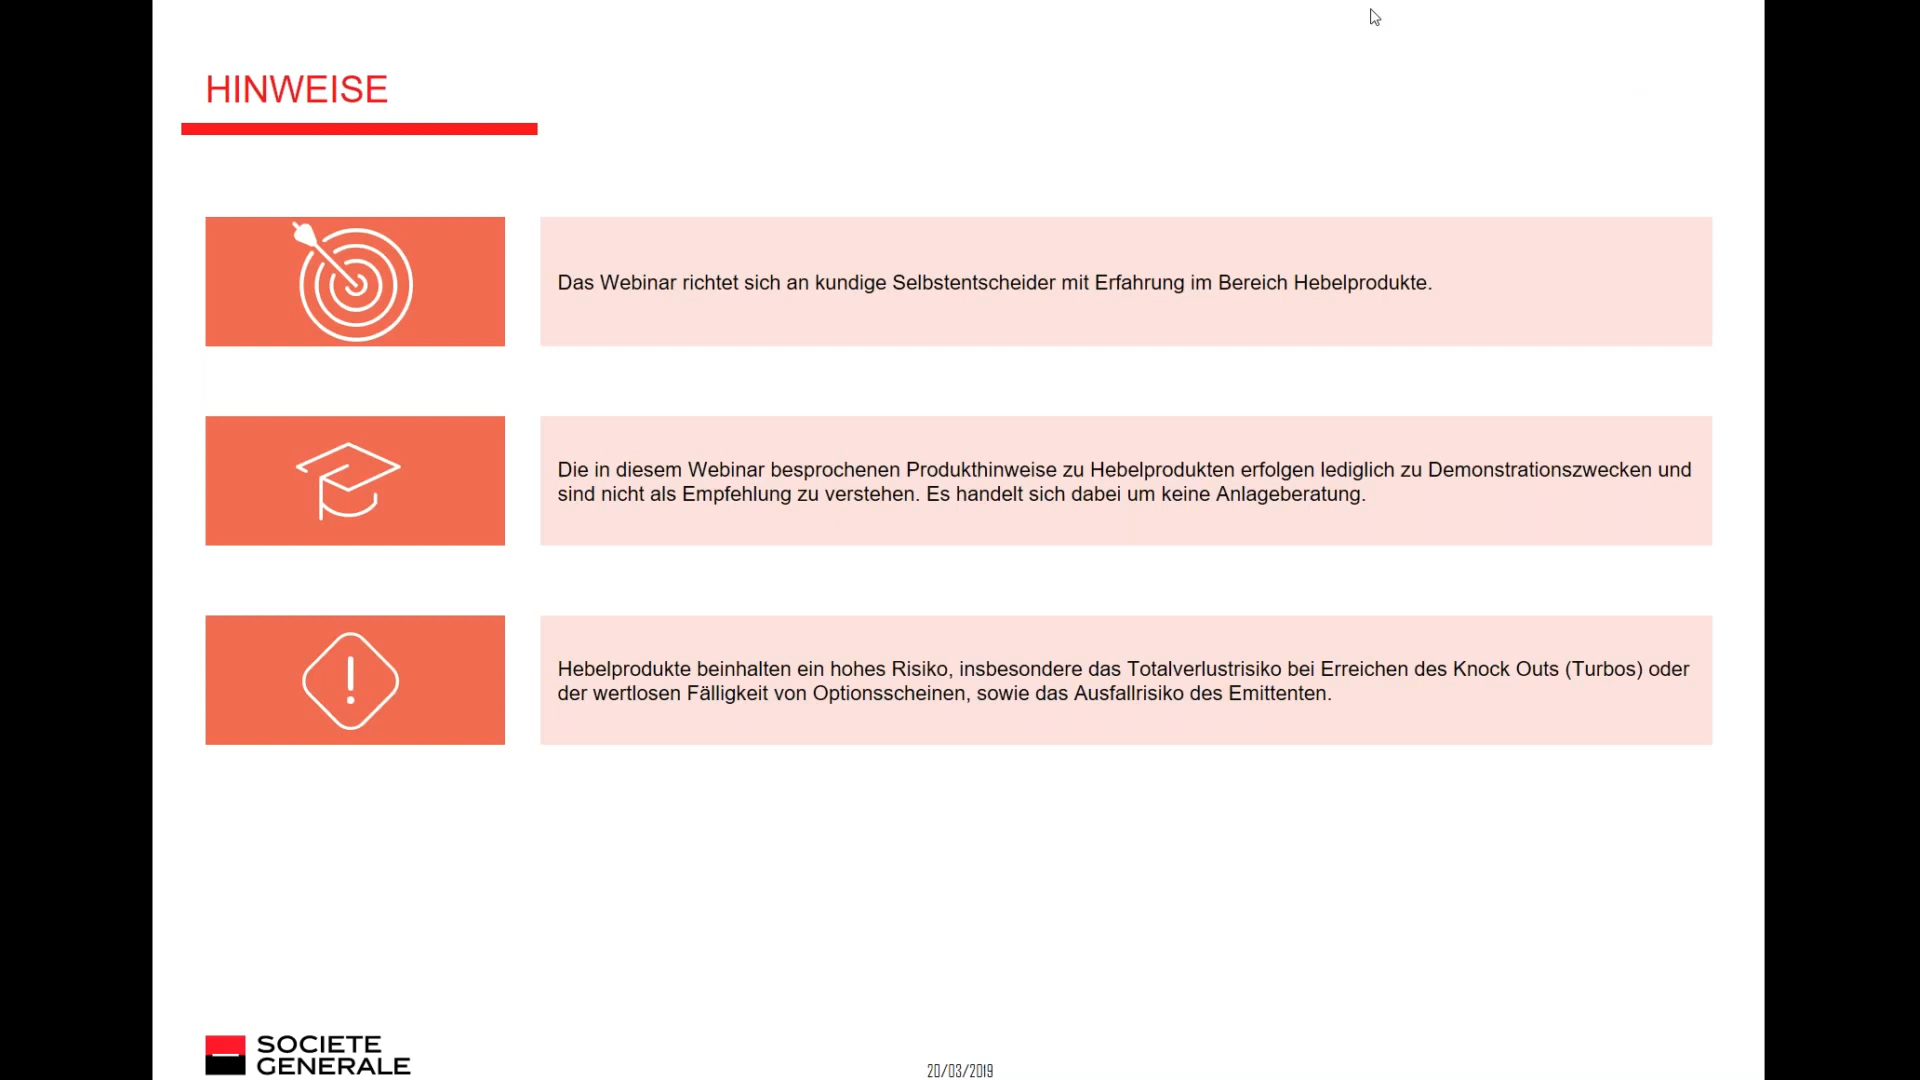 HINWEISE
Das Webinar richtet sich an kundige Selbstentscheider mit Erfahrung im Bereich Hebelprodukte.
Die in diesem Webinar besprochenen Produkthinweise zu Hebelprodukten erfolgen lediglich zu Demonstrationszwecken und
sind nicht als Empfehlung zu verstehen. Es handelt sich dabei um keine Anlageberatung.
Hebelprodukte beinhalten ein hohes Risiko, insbesondere das Totalverlustrisiko bei Erreichen des Knock Outs (Turbos) oder
der wertlosen Fälligkeit von Optionsscheinen, sowie das Ausfallrisiko des Emittenten.
SOCIETE
GENERALE
20/03/2019